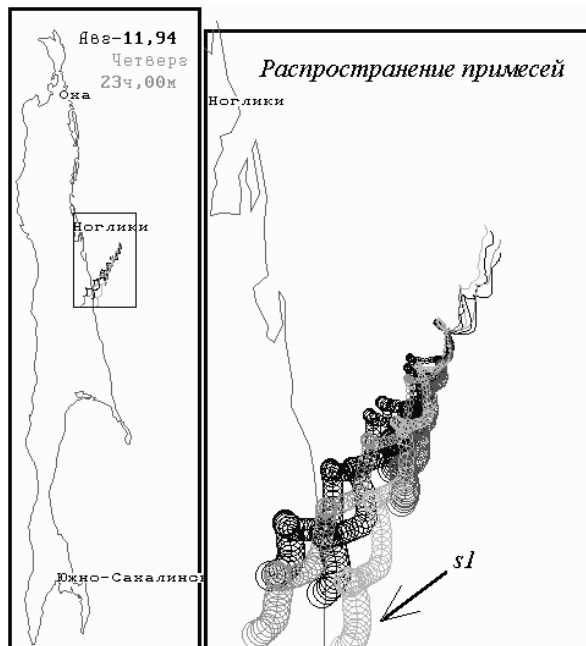 Авг-11,94
Четверг
23ч,00м
Оха
Ноглики
Южно-Сахалинск
Распространение примесей
Ноглики
s1